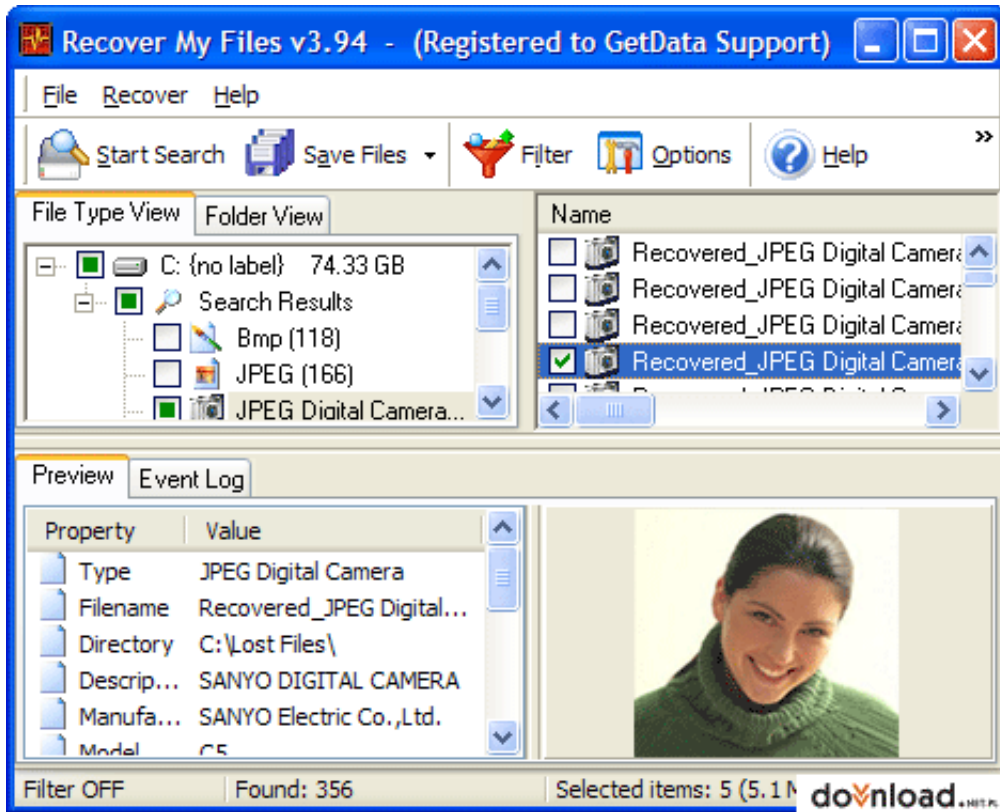 Recover My Files v3.94 - (Registered to GetData Support)
File Recover Help
Start Search Save Files Filter Options Help »
File Type View Folder View
Name
C: {no label} 74.33 GB
Search Results
Bmp (118)
JPEG (166)
JPEG Digital Camera...
Recovered_JPEG Digital Camera
Recovered_JPEG Digital Camera
Recovered_JPEG Digital Camera
Recovered_JPEG Digital Camera
Preview Event Log
Property Value
Type JPEG Digital Camera
Filename Recovered_JPEG Digital...
Directory C:\Lost Files\
Descrip... SANYO DIGITAL CAMERA
Manufa... SANYO Electric Co.,Ltd.
Model C5
Filter OFF Found: 356 Selected items: 5 (5.1 M
download.net.pl